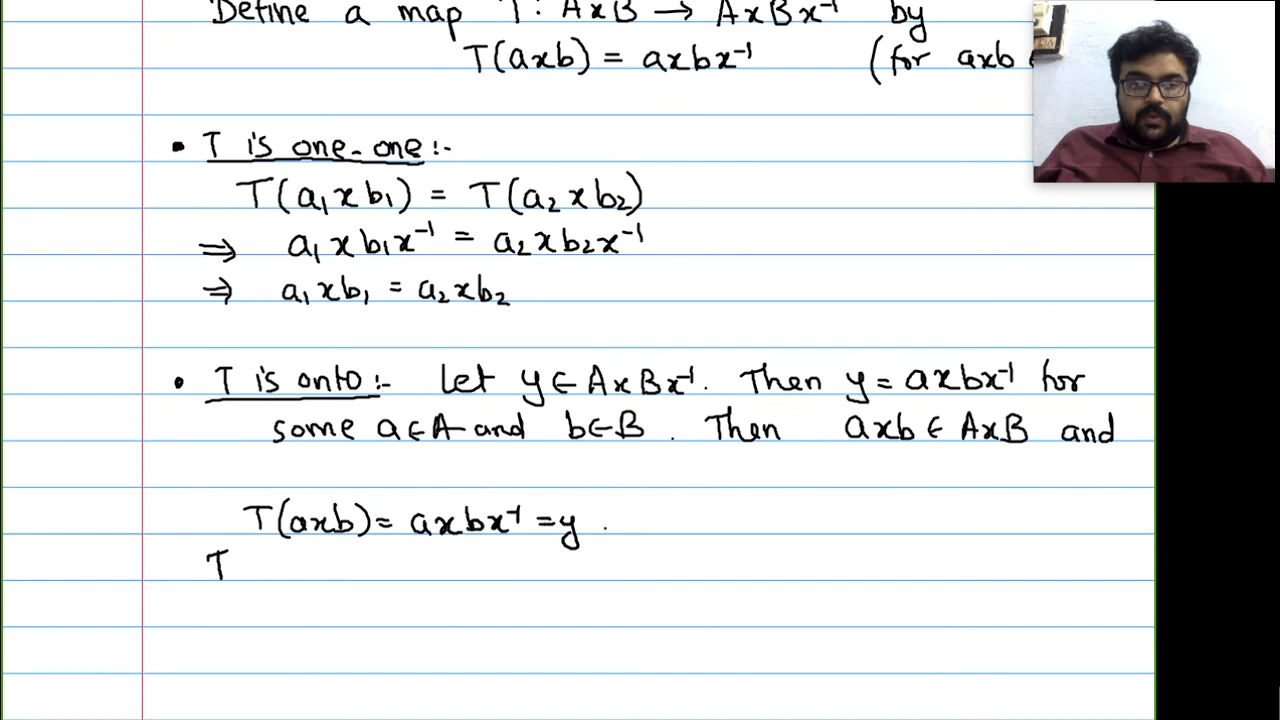 Define a map T: AxB → AxBx⁻¹ by
T(axb) = axbx⁻¹ (for axb
• T is one-one:-
T(a₁xb₁) = T(a₂xb₂)
⇒ a₁xb₁x⁻¹ = a₂xb₂x⁻¹
⇒ a₁xb₁ = a₂xb₂
• T is onto:- Let y∈AxBx⁻¹. Then y = axbx⁻¹ for
some a∈A and b∈B. Then axb ∈ AxB and
T(axb) = axbx⁻¹ = y.
T